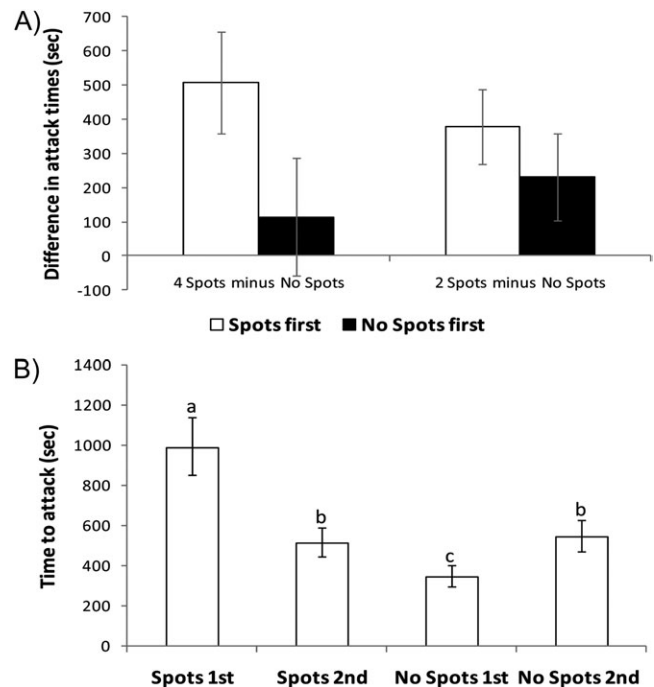 A)
Difference in attack times (sec)
700
600
500
400
300
200
100
0
-100
4 Spots minus No Spots 2 Spots minus No Spots
Spots first No Spots first
B)
Time to attack (sec)
1400
1200
1000
800
600
400
200
0
a
b
c
b
Spots 1st Spots 2nd No Spots 1st No Spots 2nd